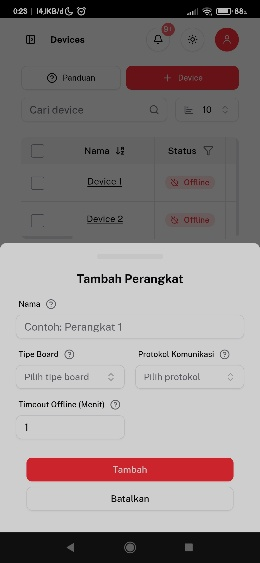 0:23 | 14,1KB/d
88
Devices
9+
Panduan
+ Device
Cari device
10
Nama
Status
Device 1
Offline
Device 2
Offline
Tambah Perangkat
Nama
Contoh: Perangkat 1
Tipe Board
Protokol Komunikasi
Pilih tipe board
Pilih protokol
Timeout Offline (Menit)
1
Tambah
Batalkan